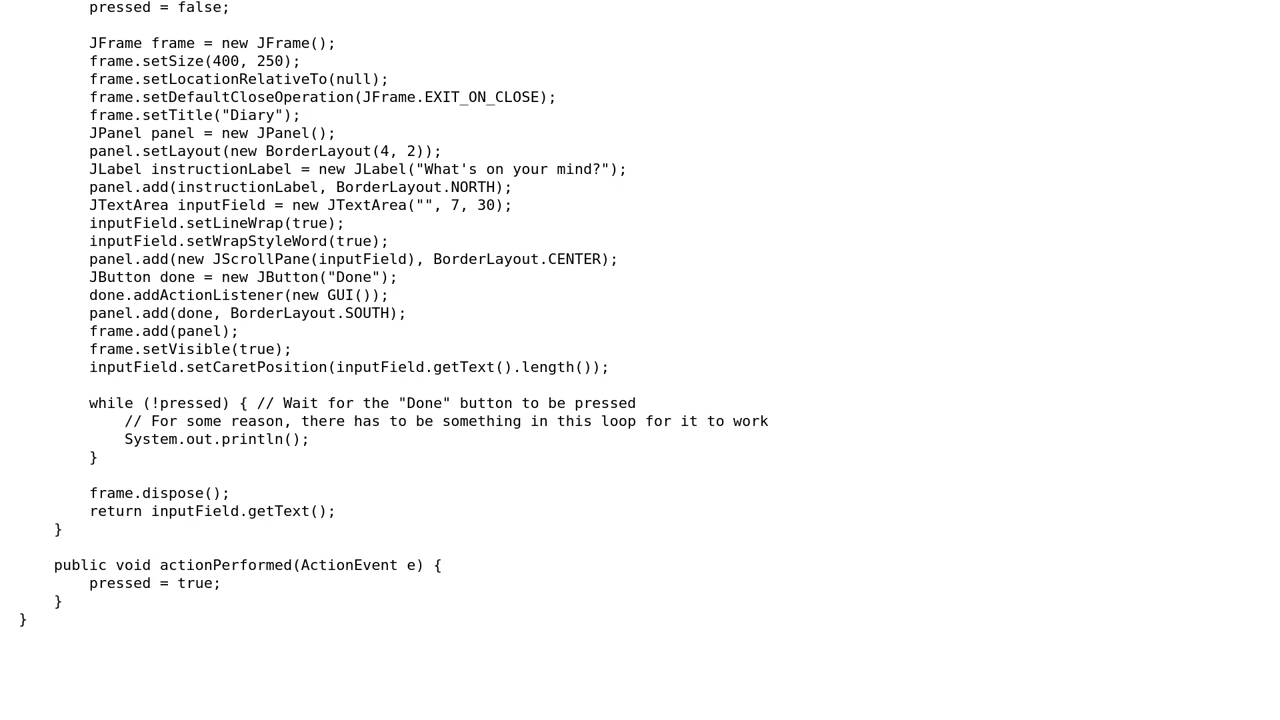 pressed = false;
JFrame frame = new JFrame();
frame.setSize(400, 250);
frame.setLocationRelativeTo(null);
frame.setDefaultCloseOperation(JFrame.EXIT_ON_CLOSE);
frame.setTitle("Diary");
JPanel panel = new JPanel();
panel.setLayout(new BorderLayout(4, 2));
JLabel instructionLabel = new JLabel("What's on your mind?");
panel.add(instructionLabel, BorderLayout.NORTH);
JTextArea inputField = new JTextArea("", 7, 30);
inputField.setLineWrap(true);
inputField.setWrapStyleWord(true);
panel.add(new JScrollPane(inputField), BorderLayout.CENTER);
JButton done = new JButton("Done");
done.addActionListener(new GUI());
panel.add(done, BorderLayout.SOUTH);
frame.add(panel);
frame.setVisible(true);
inputField.setCaretPosition(inputField.getText().length());
while (!pressed) { // Wait for the "Done" button to be pressed
// For some reason, there has to be something in this loop for it to work
System.out.println();
}
frame.dispose();
return inputField.getText();
}
public void actionPerformed(ActionEvent e) {
pressed = true;
}
}